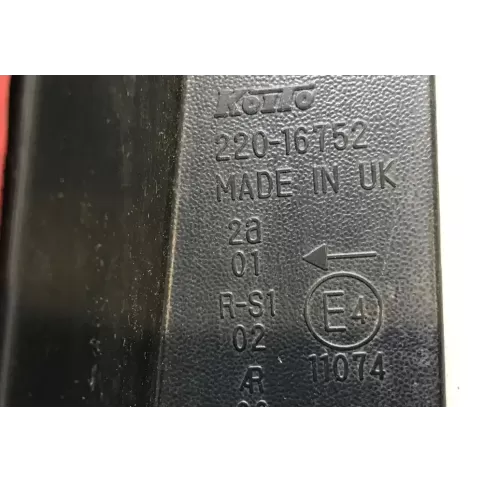 KOITO
220-16752
MADE IN UK
2a
01
R-S1
E4
02
11074
AR